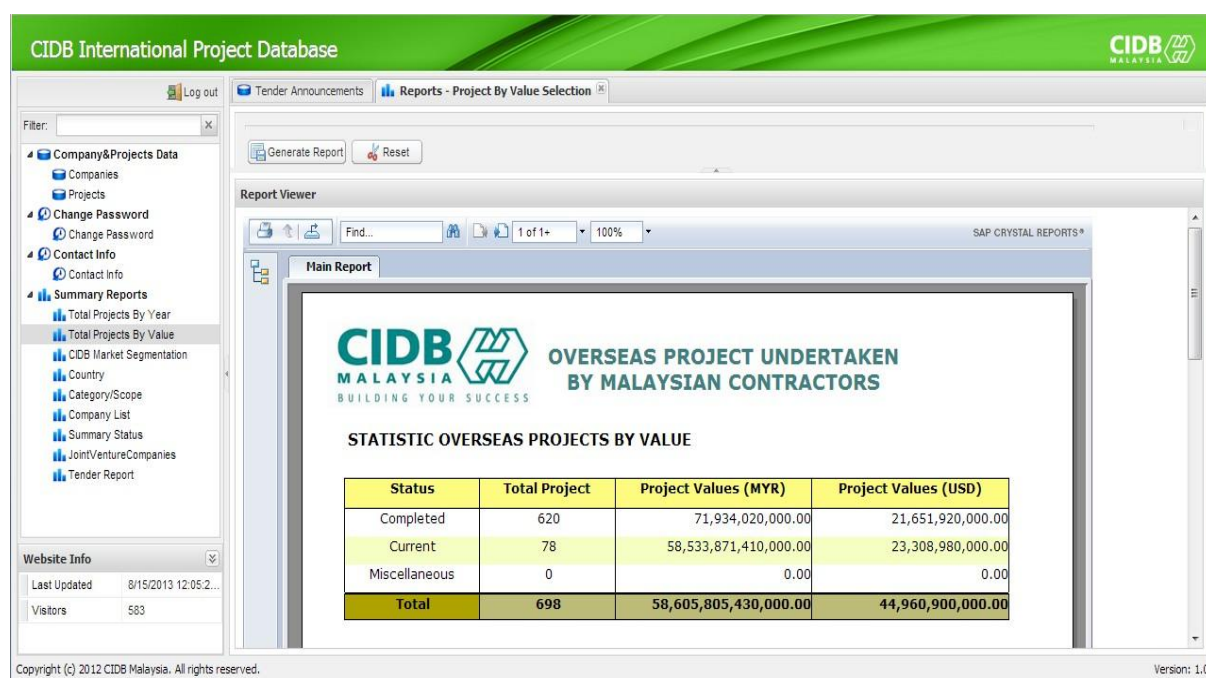 CIDB International Project Database
CIDB
MALAYSIA
Log out
Filter:
Company&Projects Data
Companies
Projects
Change Password
Change Password
Contact Info
Contact Info
Summary Reports
Total Projects By Year
Total Projects By Value
CIDB Market Segmentation
Country
Category/Scope
Company List
Summary Status
JointVentureCompanies
Tender Report
Website Info
Last Updated 8/15/2013 12:05:2...
Visitors 583
Tender Announcements Reports - Project By Value Selection
Generate Report Reset
Report Viewer
Find... 1 of 1+ 100% SAP CRYSTAL REPORTS®
Main Report
CIDB
MALAYSIA
BUILDING YOUR SUCCESS
OVERSEAS PROJECT UNDERTAKEN
BY MALAYSIAN CONTRACTORS
STATISTIC OVERSEAS PROJECTS BY VALUE
Status Total Project Project Values (MYR) Project Values (USD)
Completed 620 71,934,020,000.00 21,651,920,000.00
Current 78 58,533,871,410,000.00 23,308,980,000.00
Miscellaneous 0 0.00 0.00
Total 698 58,605,805,430,000.00 44,960,900,000.00
Copyright (c) 2012 CIDB Malaysia. All rights reserved. Version: 1.0